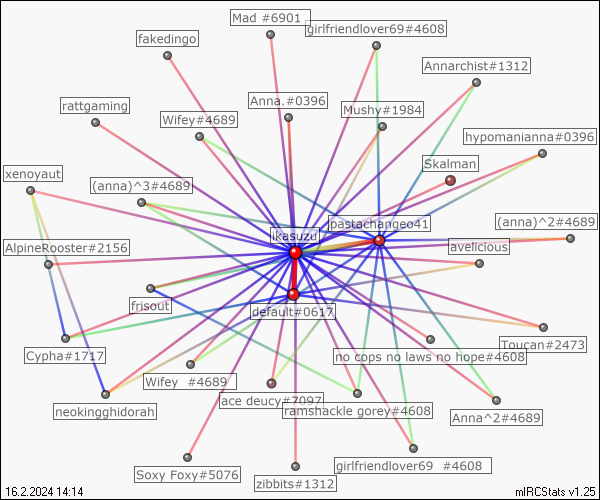 Mad #6901
girlfriendlover69#4608
fakedingo
Annarchist#1312
rattgaming
Anna.#0396
Mushy#1984
Wifey#4689
hypomanianna#0396
Skalman
xenoyaut
(anna)^3#4689
pastachangeo41
(anna)^2#4689
ikasuzu
AlpineRooster#2156
avelicious
frisout
default#0617
Toucan#2473
Cypha#1717
no cops no laws no hope#4608
Wifey #4689
ace deucy#7097
neokingghidorah
ramshackle gorey#4608
Anna^2#4689
Soxy Foxy#5076
zibbits#1312
girlfriendlover69 #4608
16.2.2024 14:14
mIRCStats v1.25